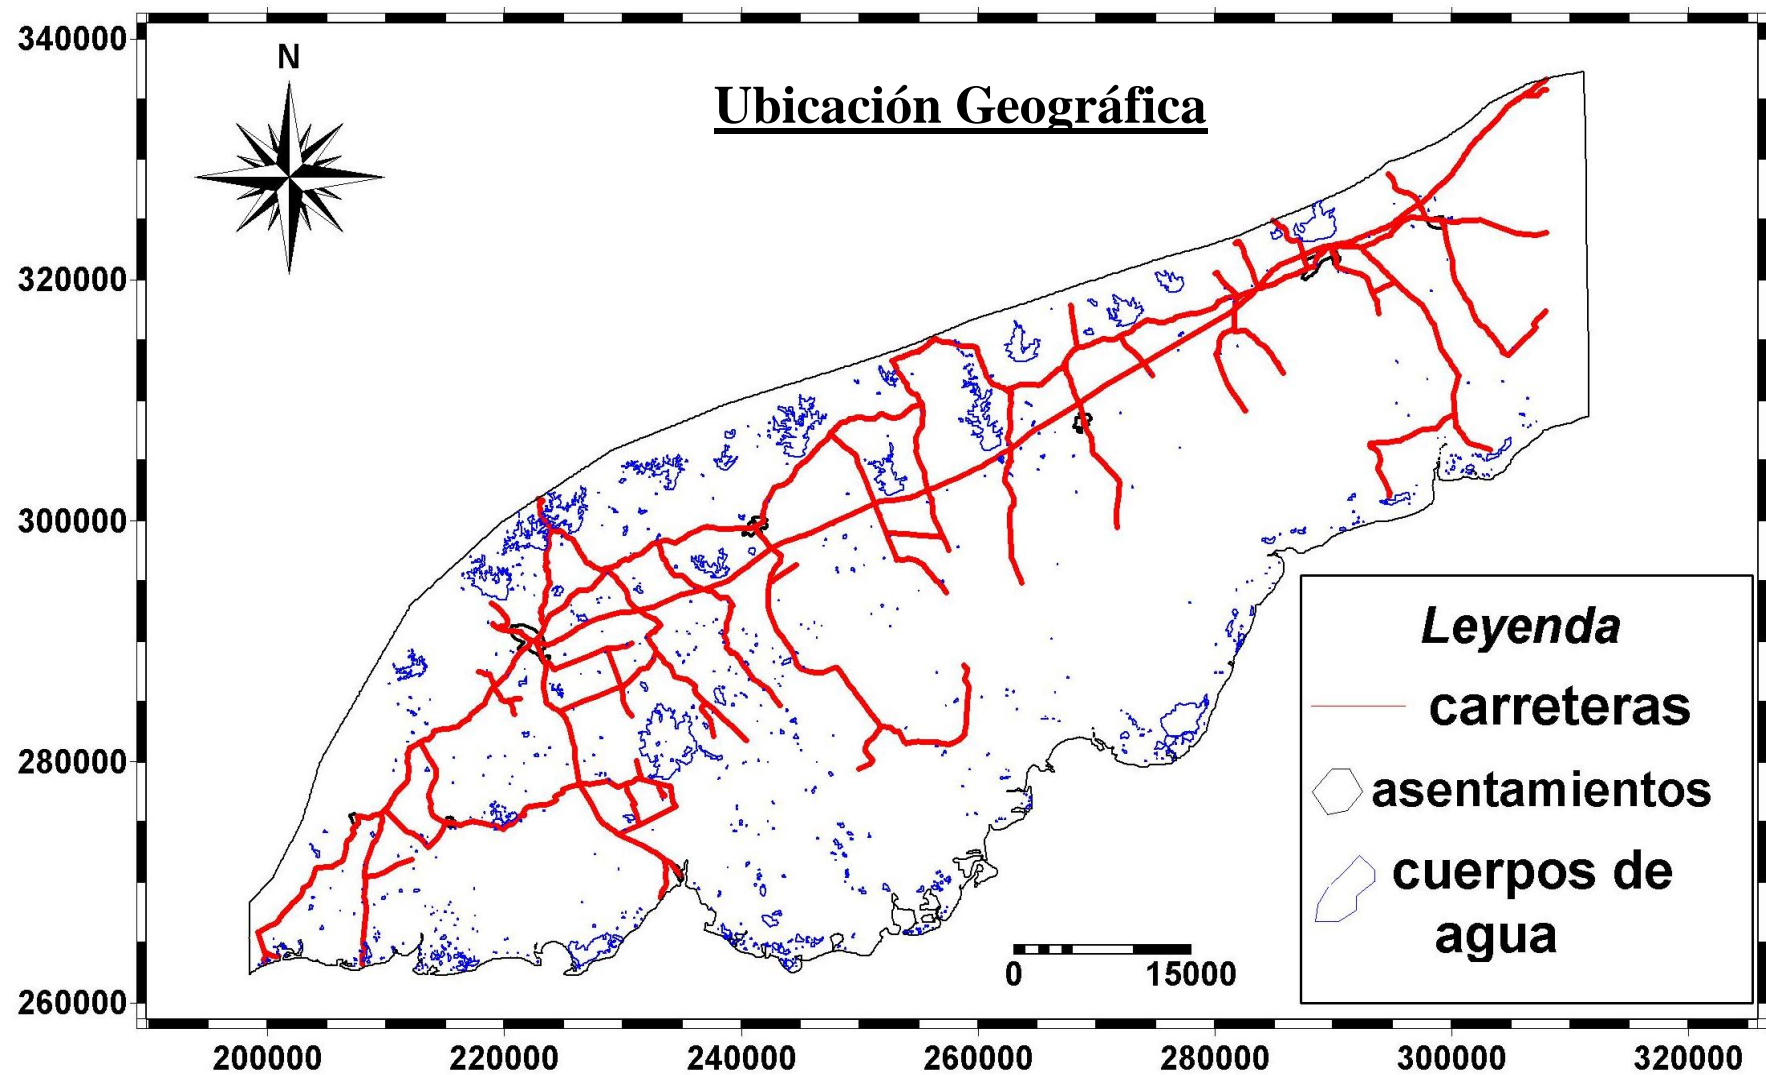 340000
N
Ubicación Geográfica
320000
300000
Leyenda
carreteras
280000
asentamientos
cuerpos de
agua
0 15000
260000
200000 220000 240000 260000 280000 300000 320000